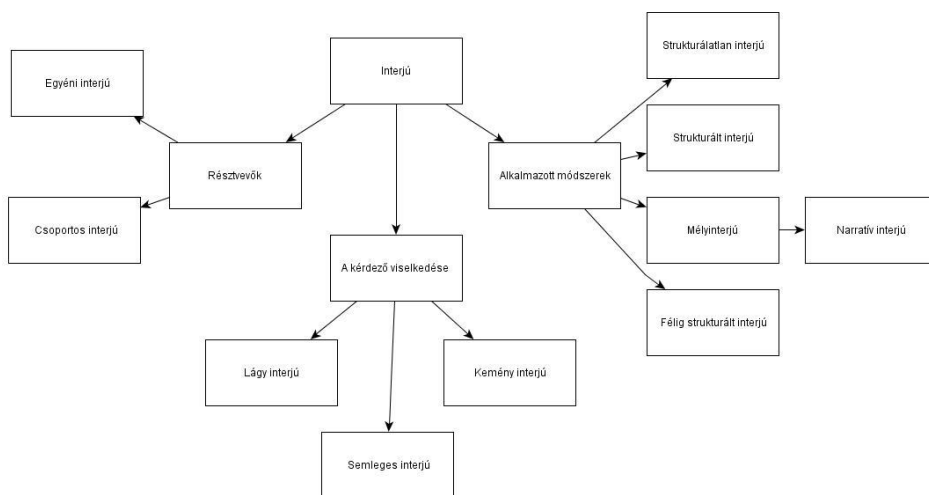 Strukturálatlan interjú
Interjú
Egyéni interjú
Strukturált interjú
Résztvevők
Alkalmazott módszerek
Csoportos interjú
Mélyinterjú
Narratív interjú
A kérdező viselkedése
Félig strukturált interjú
Lágy interjú
Kemény interjú
Semleges interjú